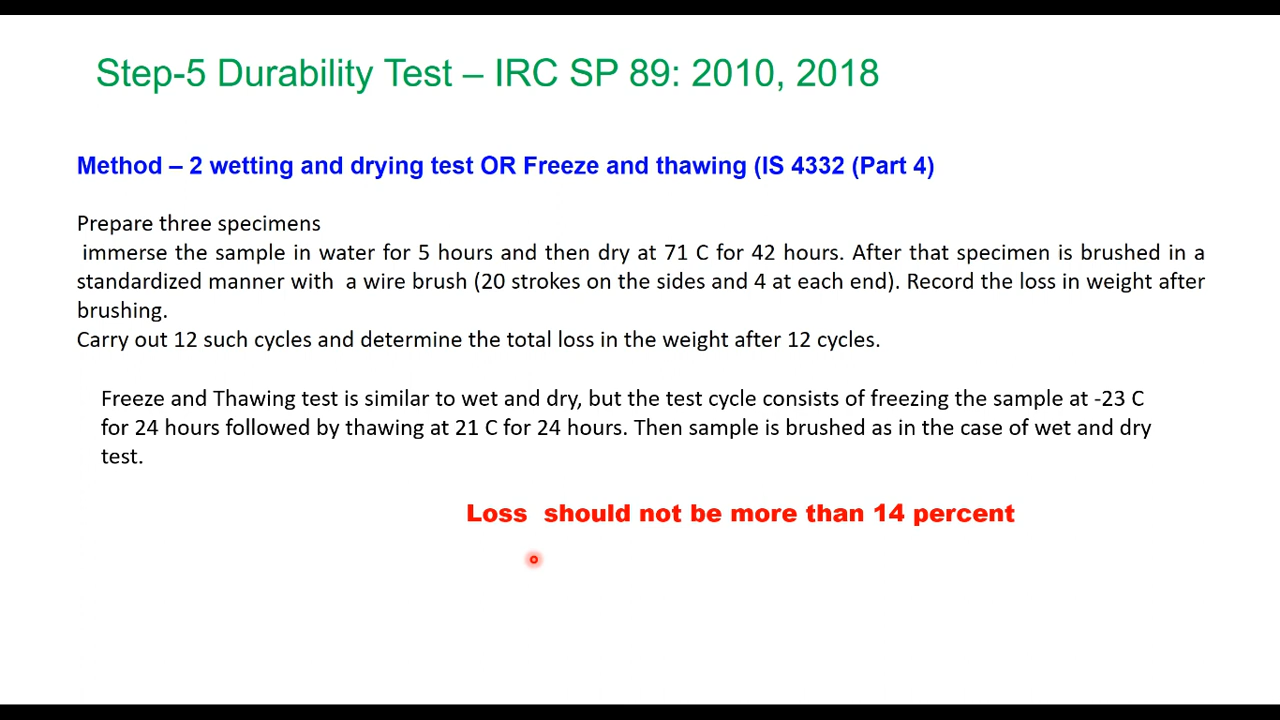 Step-5 Durability Test – IRC SP 89: 2010, 2018
Method – 2 wetting and drying test OR Freeze and thawing (IS 4332 (Part 4)
Prepare three specimens
immerse the sample in water for 5 hours and then dry at 71 C for 42 hours. After that specimen is brushed in a
standardized manner with a wire brush (20 strokes on the sides and 4 at each end). Record the loss in weight after
brushing.
Carry out 12 such cycles and determine the total loss in the weight after 12 cycles.
Freeze and Thawing test is similar to wet and dry, but the test cycle consists of freezing the sample at -23 C
for 24 hours followed by thawing at 21 C for 24 hours. Then sample is brushed as in the case of wet and dry
test.
Loss should not be more than 14 percent